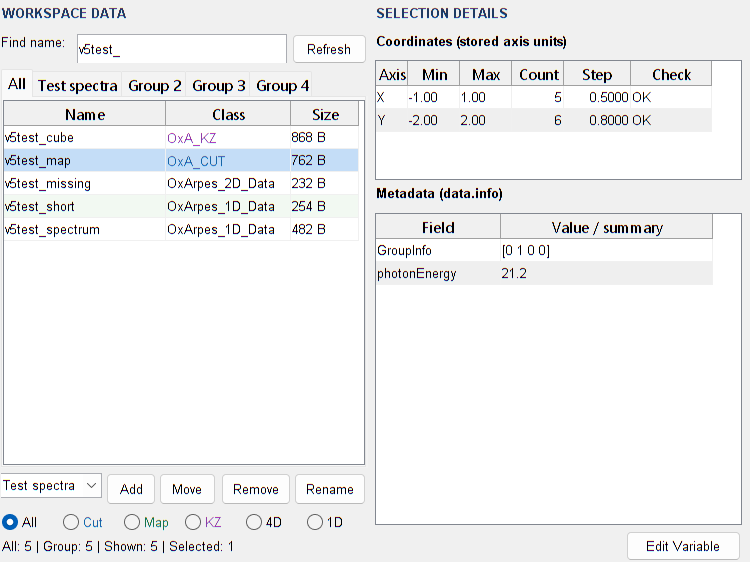 WORKSPACE DATA
Find name: v5test_ Refresh
All Test spectra Group 2 Group 3 Group 4
Name Class Size
v5test_cube OxA_KZ 868 B
v5test_map OxA_CUT 762 B
v5test_missing OxArpes_2D_Data 232 B
v5test_short OxArpes_1D_Data 254 B
v5test_spectrum OxArpes_1D_Data 482 B
Test spectra Add Move Remove Rename
All Cut Map KZ 4D 1D
All: 5 | Group: 5 | Shown: 5 | Selected: 1
SELECTION DETAILS
Coordinates (stored axis units)
Axis Min Max Count Step Check
X -1.00 1.00 5 0.5000 OK
Y -2.00 2.00 6 0.8000 OK
Metadata (data.info)
Field Value / summary
GroupInfo [0 1 0 0]
photonEnergy 21.2
Edit Variable